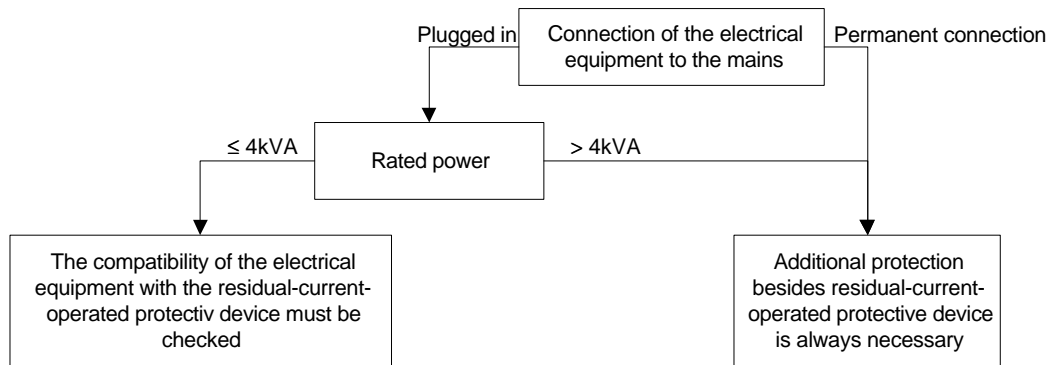 Plugged in
Connection of the electrical
equipment to the mains
Permanent connection
≤ 4kVA
Rated power
> 4kVA
The compatibility of the electrical
equipment with the residual-current-
operated protectiv device must be
checked
Additional protection
besides residual-current-
operated protective device
is always necessary